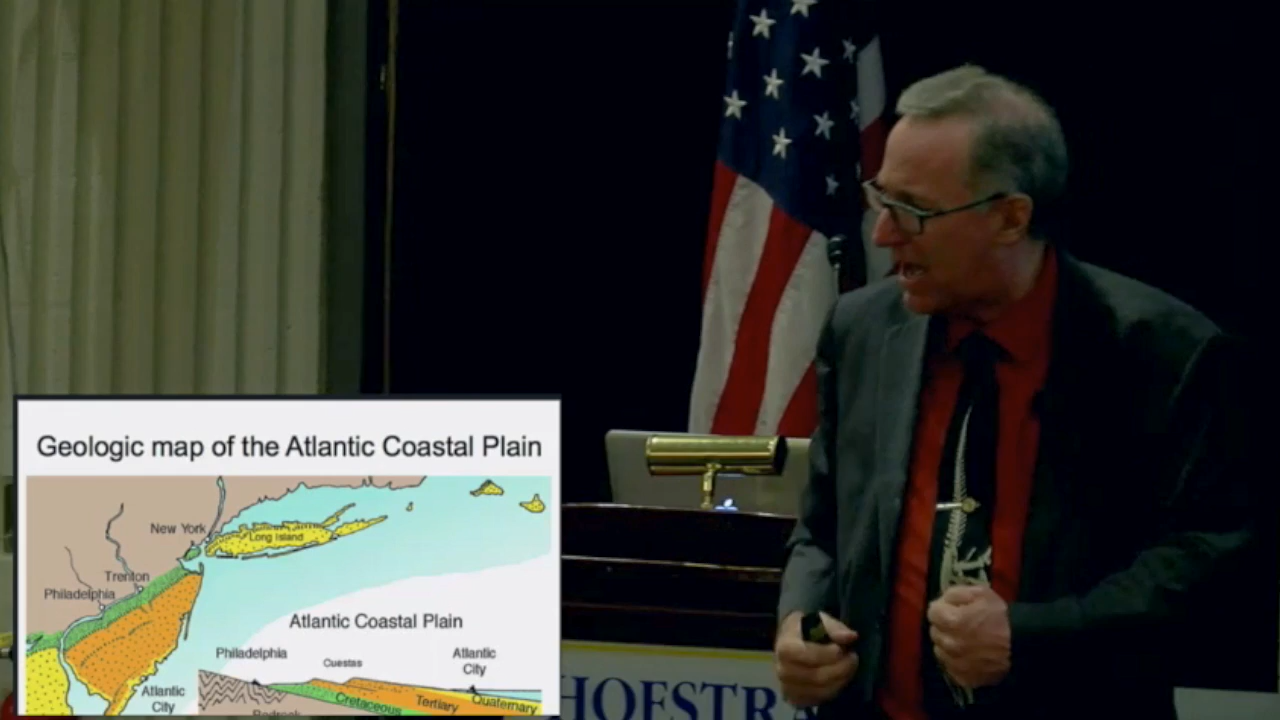 Geologic map of the Atlantic Coastal Plain
New York
Long Island
Trenton
Philadelphia
Atlantic Coastal Plain
Philadelphia
Cuestas
Atlantic
City
Atlantic
City
Cretaceous
Tertiary
Quaternary
Bedrock
HOFSTRA